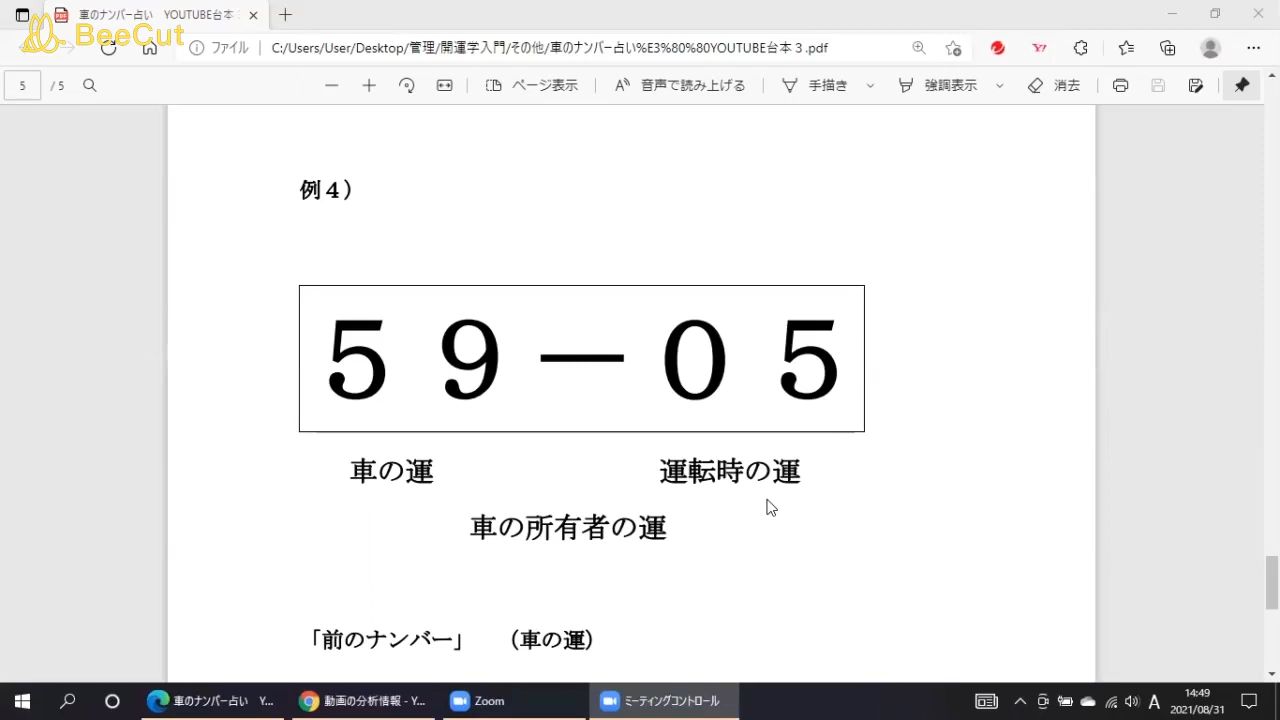 車のナンバー占い　YOUTUBE台本
BeeCut
ファイル
C:/Users/User/Desktop/管理/開運学入門/その他/車のナンバー占い%E3%80%80YOUTUBE台本３.pdf
5 / 5
ページ表示
音声で読み上げる
手描き
強調表示
消去
例４）
５９－０５
車の運
運転時の運
車の所有者の運
「前のナンバー」　（車の運）
車のナンバー占い　Y...
動画の分析情報 - Y...
Zoom
ミーティングコントロール
A
14:49
2021/08/31